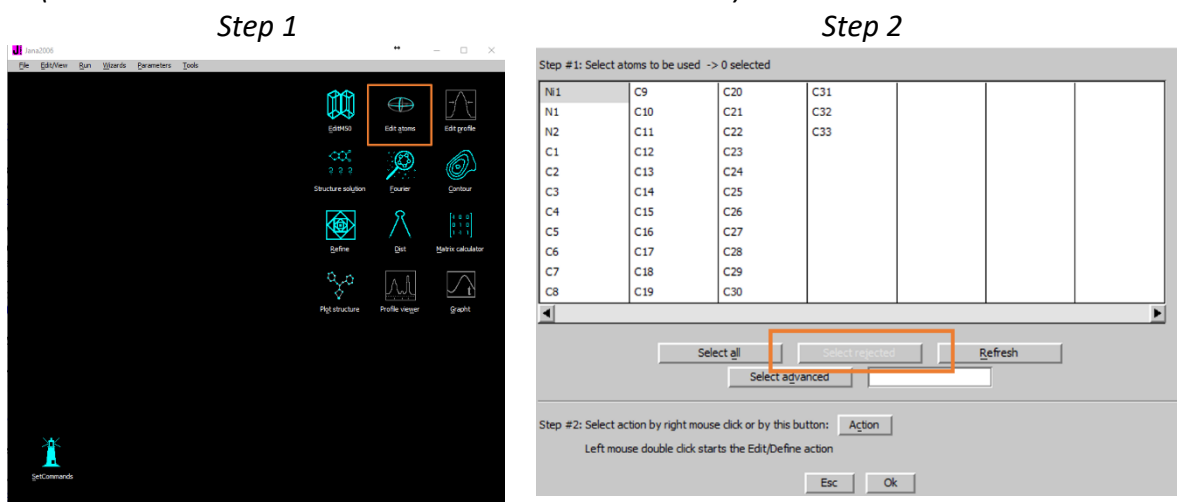 Step 1
Step 2
Jana2006
File Edit/View Run Wizards Parameters Tools
EditM50 Edit atoms Edit profile
Structure solution Fourier Contour
Refine Dist Matrix calculator
Plot structure Profile viewer Grapht
SetCommands
Step #1: Select atoms to be used -> 0 selected
Ni1 C9 C20 C31
N1 C10 C21 C32
N2 C11 C22 C33
C1 C12 C23
C2 C13 C24
C3 C14 C25
C4 C15 C26
C5 C16 C27
C6 C17 C28
C7 C18 C29
C8 C19 C30
Select all Select rejected Refresh
Select advanced
Step #2: Select action by right mouse click or by this button: Action
Left mouse double click starts the Edit/Define action
Esc Ok